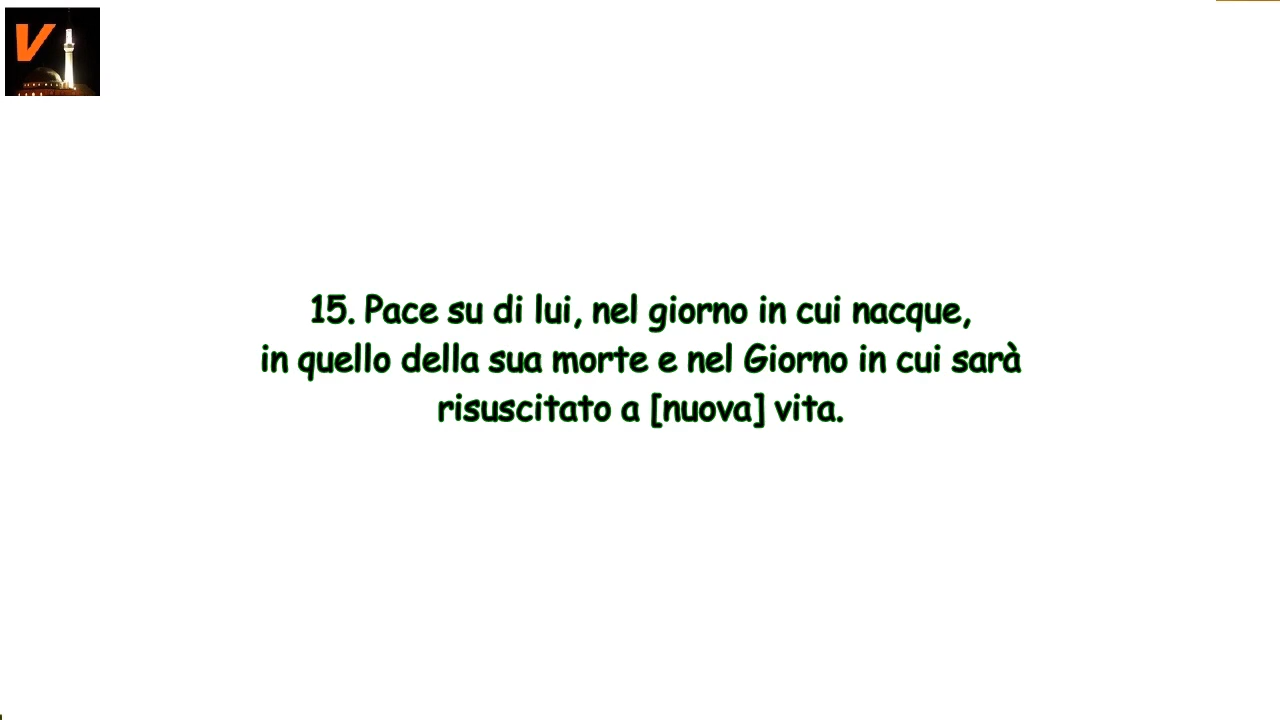 V
15. Pace su di lui, nel giorno in cui nacque,
in quello della sua morte e nel Giorno in cui sarà
risuscitato a [nuova] vita.